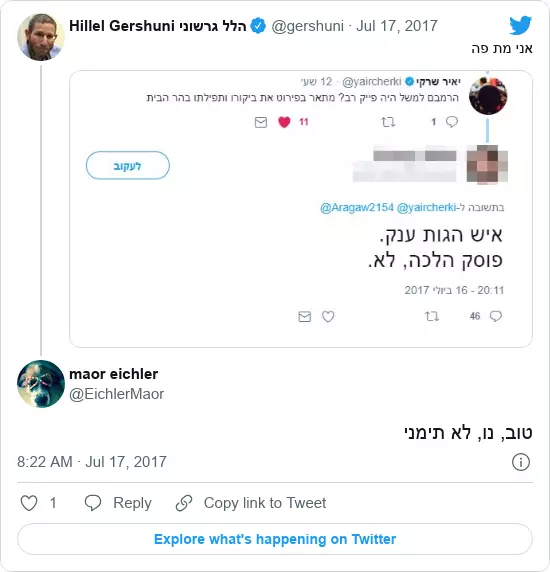 Hillel Gershuni הלל גרשוני @gershuni · Jul 17, 2017
אני מת פה
יאיר שרקי @yaircherki · 12 שע'
הרמבם למשל היה פייק רב? מתאר בפירוט את ביקורו ותפילתו בהר הבית
1 11
לעקוב
בתשובה ל-@yaircherki @Aragaw2154
איש הגות ענק.
פוסק הלכה, לא.
20:11 - 16 ביולי 2017
46
maor eichler
@EichlerMaor
טוב, נו, לא תימני
8:22 AM · Jul 17, 2017
1 Reply Copy link to Tweet
Explore what's happening on Twitter